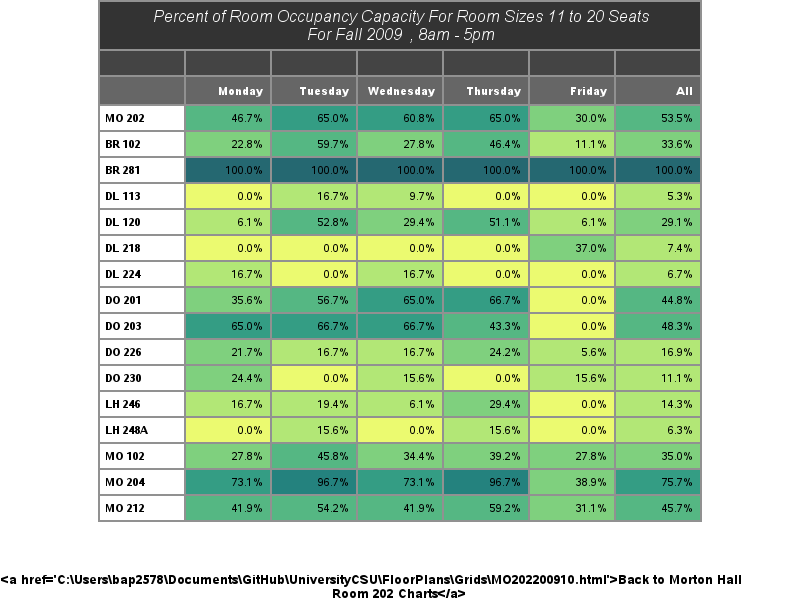 Percent of Room Occupancy Capacity For Room Sizes 11 to 20 Seats
For Fall 2009 , 8am - 5pm
Monday Tuesday Wednesday Thursday Friday All
MO 202 46.7% 65.0% 60.8% 65.0% 30.0% 53.5%
BR 102 22.8% 59.7% 27.8% 46.4% 11.1% 33.6%
BR 281 100.0% 100.0% 100.0% 100.0% 100.0% 100.0%
DL 113 0.0% 16.7% 9.7% 0.0% 0.0% 5.3%
DL 120 6.1% 52.8% 29.4% 51.1% 6.1% 29.1%
DL 218 0.0% 0.0% 0.0% 0.0% 37.0% 7.4%
DL 224 16.7% 0.0% 16.7% 0.0% 0.0% 6.7%
DO 201 35.6% 56.7% 65.0% 66.7% 0.0% 44.8%
DO 203 65.0% 66.7% 66.7% 43.3% 0.0% 48.3%
DO 226 21.7% 16.7% 16.7% 24.2% 5.6% 16.9%
DO 230 24.4% 0.0% 15.6% 0.0% 15.6% 11.1%
LH 246 16.7% 19.4% 6.1% 29.4% 0.0% 14.3%
LH 248A 0.0% 15.6% 0.0% 15.6% 0.0% 6.3%
MO 102 27.8% 45.8% 34.4% 39.2% 27.8% 35.0%
MO 204 73.1% 96.7% 73.1% 96.7% 38.9% 75.7%
MO 212 41.9% 54.2% 41.9% 59.2% 31.1% 45.7%
<a href='C:\Users\bap2578\Documents\GitHub\UniversityCSU\FloorPlans\Grids\MO202200910.html'>Back to Morton Hall
Room 202 Charts</a>